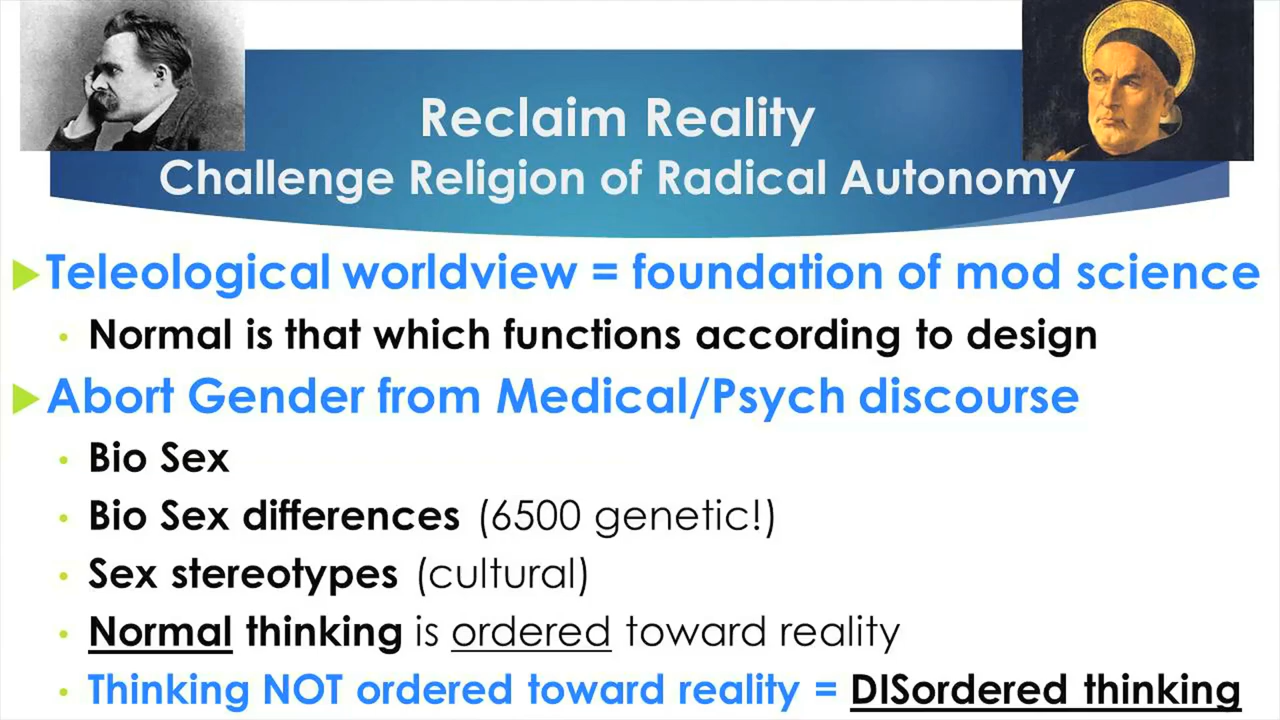 Reclaim Reality
Challenge Religion of Radical Autonomy
Teleological worldview = foundation of mod science
Normal is that which functions according to design
Abort Gender from Medical/Psych discourse
Bio Sex
Bio Sex differences (6500 genetic!)
Sex stereotypes (cultural)
Normal thinking is ordered toward reality
Thinking NOT ordered toward reality = DISordered thinking